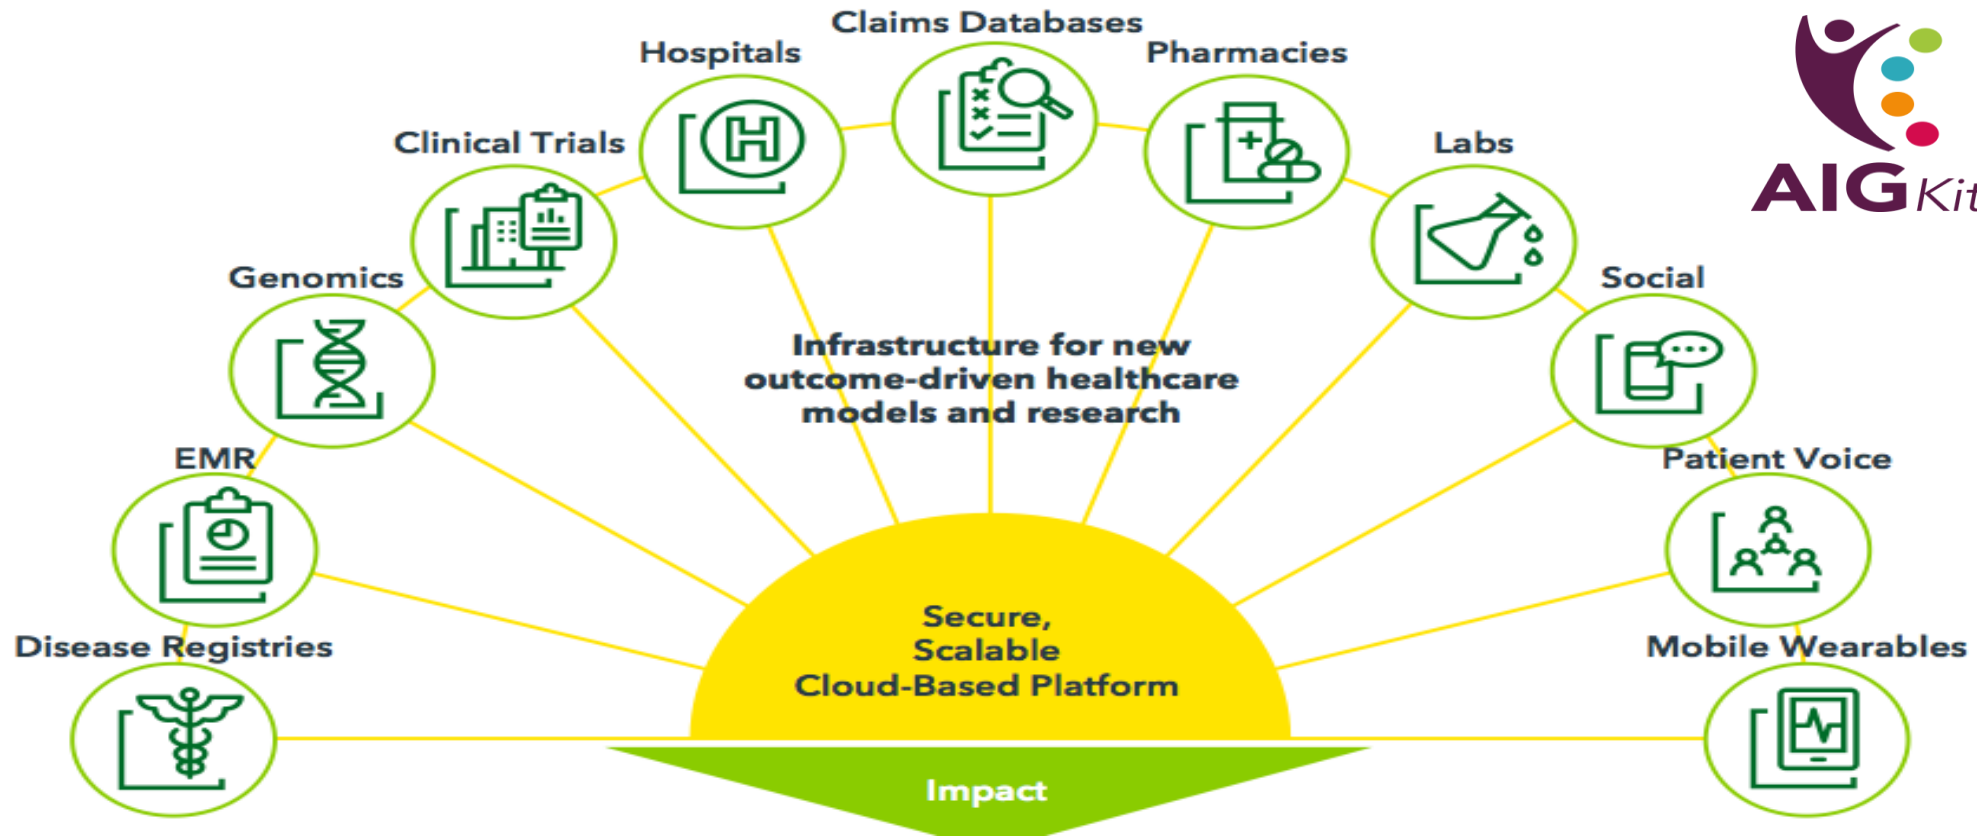 Claims Databases
Hospitals
Pharmacies
Clinical Trials
Labs
AIG Kit
Genomics
Social
Infrastructure for new
outcome-driven healthcare
models and research
EMR
Patient Voice
Secure,
Scalable
Cloud-Based Platform
Disease Registries
Mobile Wearables
Impact
H